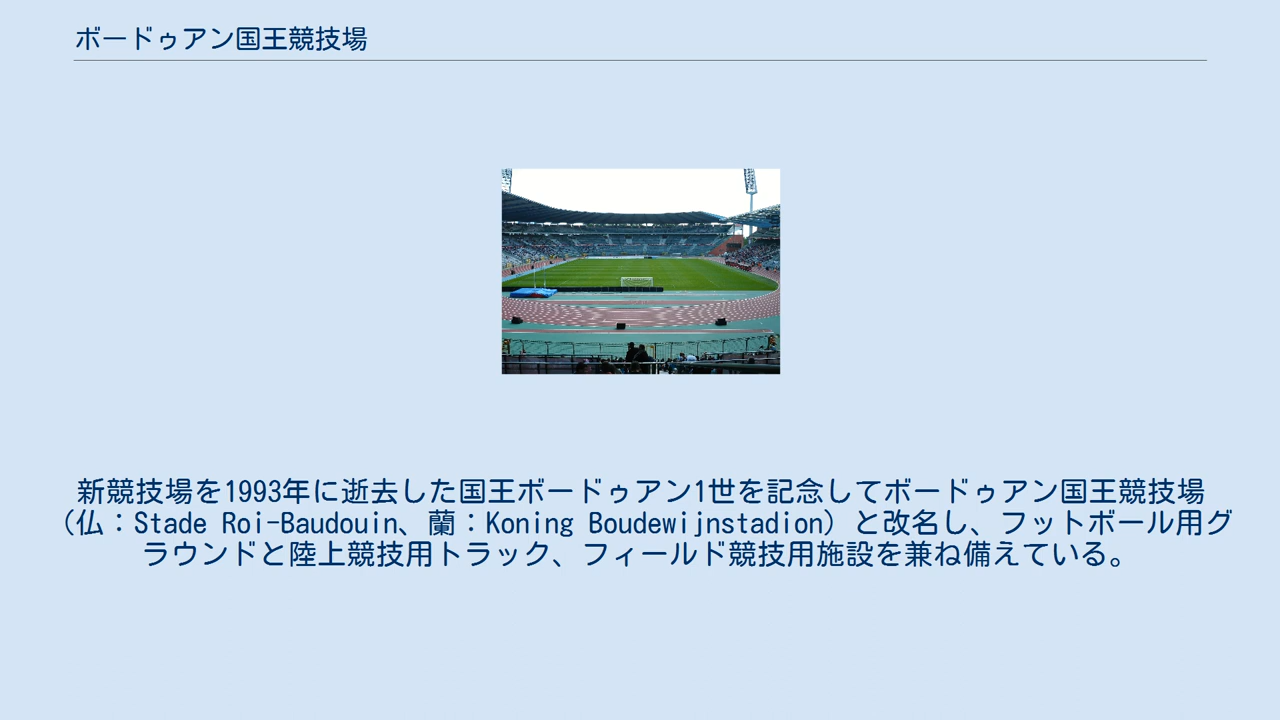 ボードゥアン国王競技場
新競技場を1993年に逝去した国王ボードゥアン1世を記念してボードゥアン国王競技場
（仏：Stade Roi-Baudouin、蘭：Koning Boudewijnstadion）と改名し、フットボール用グ
ラウンドと陸上競技用トラック、フィールド競技用施設を兼ね備えている。